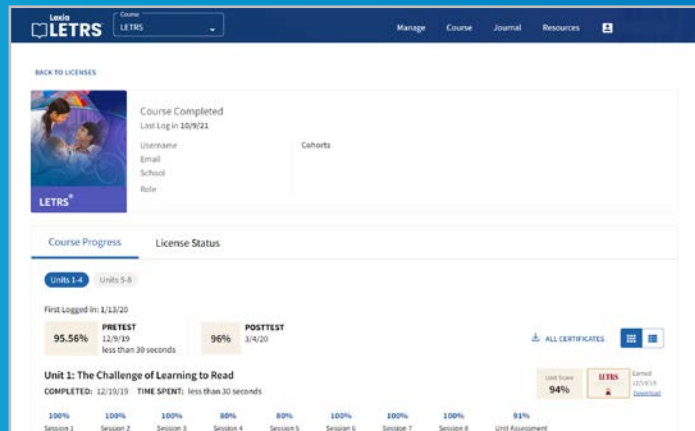 Lexia
LETRS
Course
LETRS
Manage
Course
Journal
Resources
BACK TO LICENSES
LETRS®
Course Completed
Last Log in 10/9/21
Username
Email
School
Role
Cohorts
Course Progress
License Status
Units 1-4
Units 5-8
First Logged in: 1/13/20
95.56%
PRETEST
12/9/19
less than 30 seconds
96%
POSTTEST
3/4/20
ALL CERTIFICATES
Unit 1: The Challenge of Learning to Read
COMPLETED: 12/19/19 TIME SPENT: less than 30 seconds
Unit Score
94%
LETRS
Earned
12/19/19
Download
100% 100% 100% 80% 80% 100% 100% 100% 91%
Session 1 Session 2 Session 3 Session 4 Session 5 Session 6 Session 7 Session 8 Unit Assessment